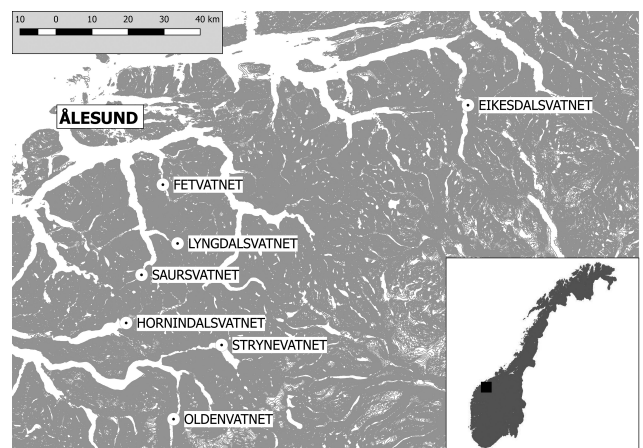 10 0 10 20 30 40 km
EIKESDALSVATNET
ÅLESUND
FETVATNET
LYNGDALSVATNET
SAURSVATNET
HORNINDALSVATNET
STRYNEVATNET
OLDENVATNET